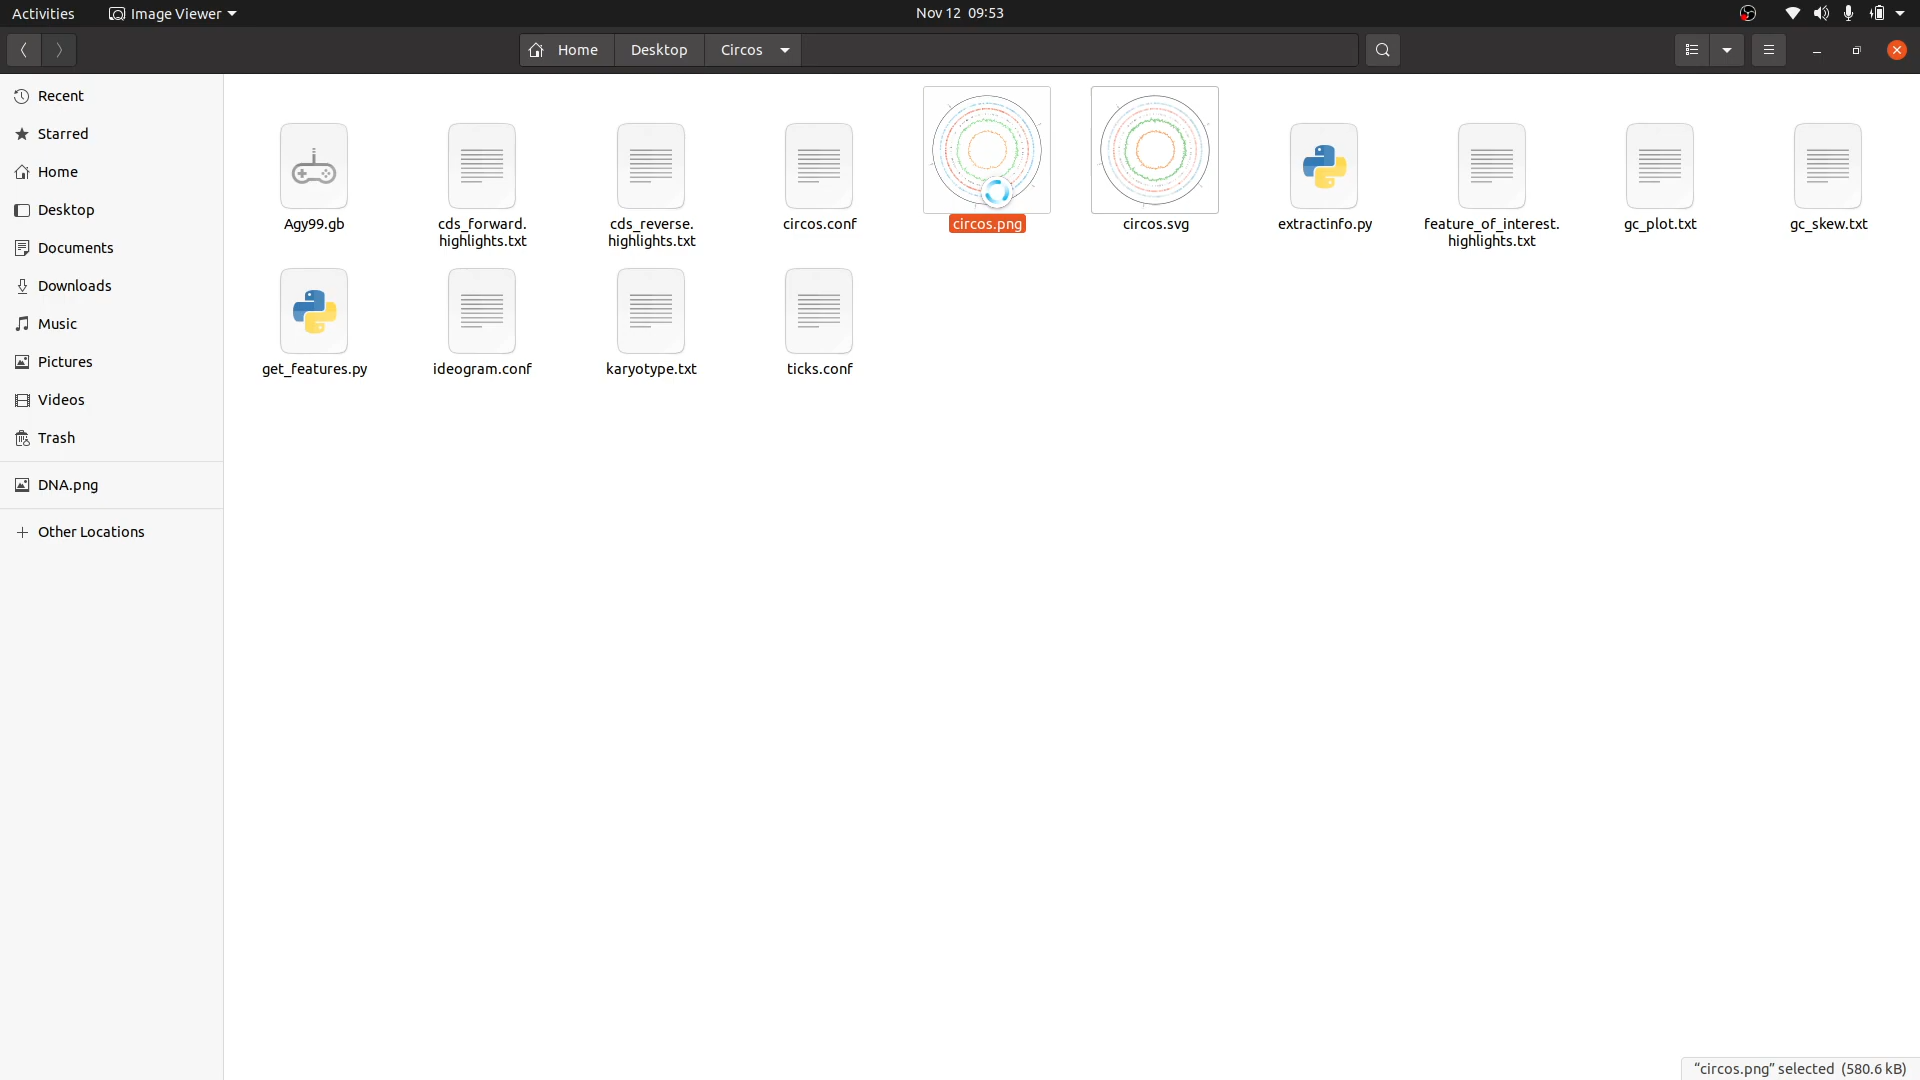 Activities
Image Viewer
Nov 12 09:53
Home
Desktop
Circos
Recent
Starred
Home
Desktop
Documents
Downloads
Music
Pictures
Videos
Trash
DNA.png
Other Locations
Agy99.gb
cds_forward.
highlights.txt
cds_reverse.
highlights.txt
circos.conf
circos.png
circos.svg
extractinfo.py
feature_of_interest.
highlights.txt
gc_plot.txt
gc_skew.txt
get_features.py
ideogram.conf
karyotype.txt
ticks.conf
“circos.png” selected (580.6 kB)